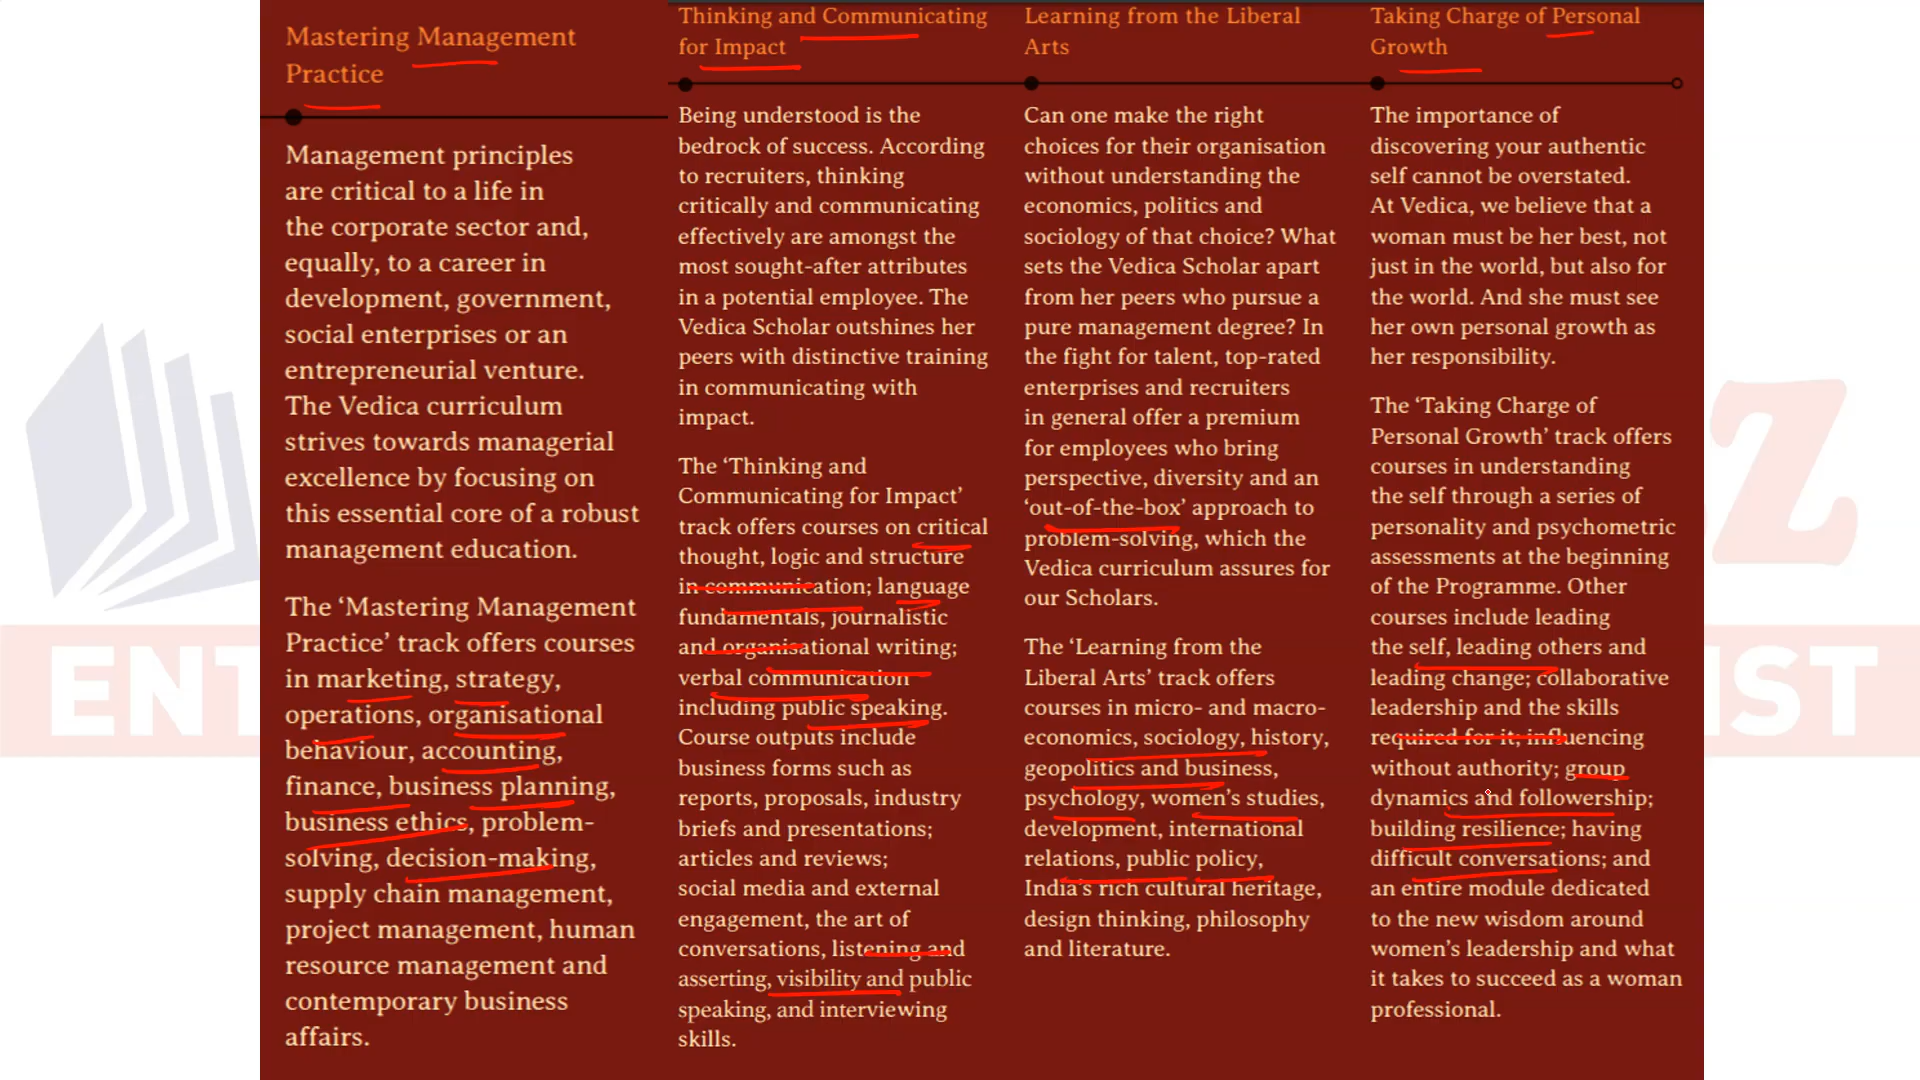 Mastering Management
Practice
Management principles
are critical to a life in
the corporate sector and,
equally, to a career in
development, government,
social enterprises or an
entrepreneurial venture.
The Vedica curriculum
strives towards managerial
excellence by focusing on
this essential core of a robust
management education.
The ‘Mastering Management
Practice’ track offers courses
in marketing, strategy,
operations, organisational
behaviour, accounting,
finance, business planning,
business ethics, problem-
solving, decision-making,
supply chain management,
project management, human
resource management and
contemporary business
affairs.
Thinking and Communicating
for Impact
Being understood is the
bedrock of success. According
to recruiters, thinking
critically and communicating
effectively are amongst the
most sought-after attributes
in a potential employee. The
Vedica Scholar outshines her
peers with distinctive training
in communicating with
impact.
The ‘Thinking and
Communicating for Impact’
track offers courses on critical
thought, logic and structure
in communication; language
fundamentals, journalistic
and organisational writing;
verbal communication
including public speaking.
Course outputs include
business forms such as
reports, proposals, industry
briefs and presentations;
articles and reviews;
social media and external
engagement, the art of
conversations, listening and
asserting, visibility and public
speaking, and interviewing
skills.
Learning from the Liberal
Arts
Can one make the right
choices for their organisation
without understanding the
economics, politics and
sociology of that choice? What
sets the Vedica Scholar apart
from her peers who pursue a
pure management degree? In
the fight for talent, top-rated
enterprises and recruiters
in general offer a premium
for employees who bring
perspective, diversity and an
‘out-of-the-box’ approach to
problem-solving, which the
Vedica curriculum assures for
our Scholars.
The ‘Learning from the
Liberal Arts’ track offers
courses in micro- and macro-
economics, sociology, history,
geopolitics and business,
psychology, women’s studies,
development, international
relations, public policy,
India’s rich cultural heritage,
design thinking, philosophy
and literature.
Taking Charge of Personal
Growth
The importance of
discovering your authentic
self cannot be overstated.
At Vedica, we believe that a
woman must be her best, not
just in the world, but also for
the world. And she must see
her own personal growth as
her responsibility.
The ‘Taking Charge of
Personal Growth’ track offers
courses in understanding
the self through a series of
personality and psychometric
assessments at the beginning
of the Programme. Other
courses include leading
the self, leading others and
leading change; collaborative
leadership and the skills
required for it; influencing
without authority; group
dynamics and followership;
building resilience; having
difficult conversations; and
an entire module dedicated
to the new wisdom around
women’s leadership and what
it takes to succeed as a woman
professional.
ENT
Z
IST